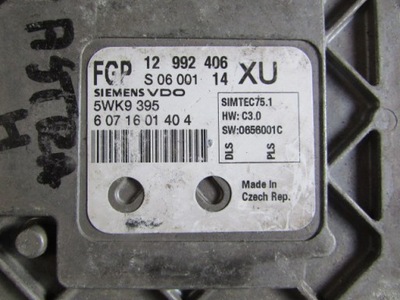 ASTRA
H
FGP 12 992 406 XU
S 06 001 14
SIEMENS VDO
5WK9 395
6 07 16 01 40 4
SIMTEC75.1
HW: C3.0
SW:0656001C
DLS
PLS
Made in
Czech Rep.